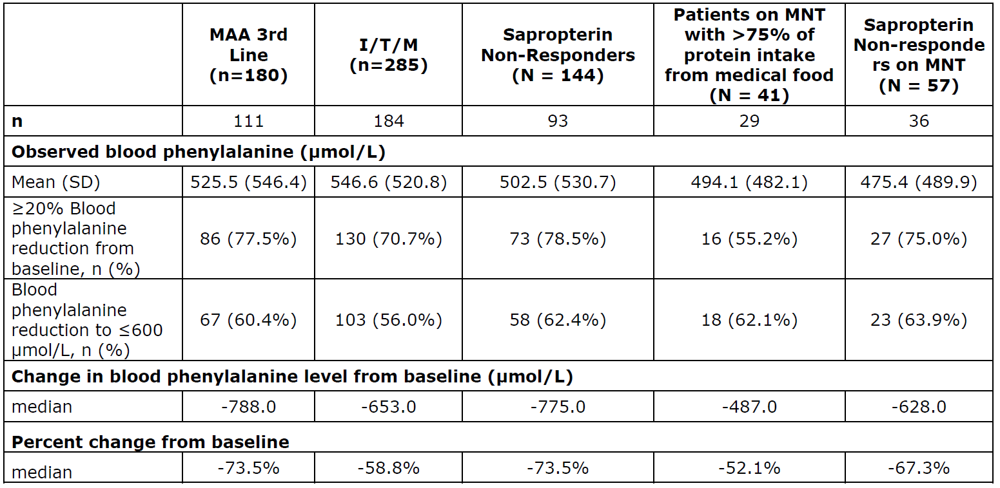 MAA 3rd
Line
(n=180)
I/T/M
(n=285)
Sapropterin
Non-Responders
(N = 144)
Patients on MNT
with >75% of
protein intake
from medical food
(N = 41)
Sapropterin
Non-responde
rs on MNT
(N = 57)
n 111 184 93 29 36
Observed blood phenylalanine (µmol/L)
Mean (SD) 525.5 (546.4) 546.6 (520.8) 502.5 (530.7) 494.1 (482.1) 475.4 (489.9)
≥20% Blood
phenylalanine
reduction from
baseline, n (%)
86 (77.5%) 130 (70.7%) 73 (78.5%) 16 (55.2%) 27 (75.0%)
Blood
phenylalanine
reduction to ≤600
µmol/L, n (%)
67 (60.4%) 103 (56.0%) 58 (62.4%) 18 (62.1%) 23 (63.9%)
Change in blood phenylalanine level from baseline (µmol/L)
median -788.0 -653.0 -775.0 -487.0 -628.0
Percent change from baseline
median -73.5% -58.8% -73.5% -52.1% -67.3%